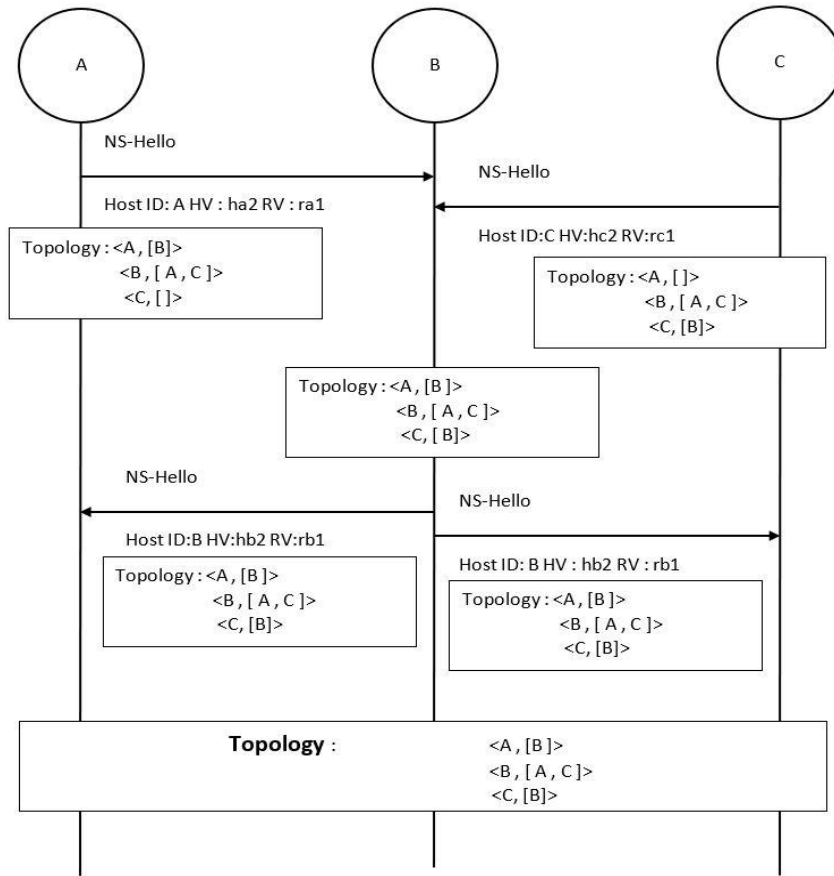 A
B
C
NS-Hello
Host ID: A HV : ha2 RV : ra1
NS-Hello
Host ID:C HV:hc2 RV:rc1
Topology : <A , [B]>
<B , [ A , C ]>
<C, [ ]>
Topology : <A , [ ]>
<B , [ A , C ]>
<C, [B]>
Topology : <A , [B ]>
<B , [ A , C ]>
<C, [ B]>
NS-Hello
Host ID:B HV:hb2 RV:rb1
NS-Hello
Host ID: B HV : hb2 RV : rb1
Topology : <A , [B ]>
<B , [ A , C ]>
<C, [B]>
Topology : <A , [B ]>
<B , [ A , C ]>
<C, [B]>
Topology : <A , [B ]>
<B , [ A , C ]>
<C, [B]>